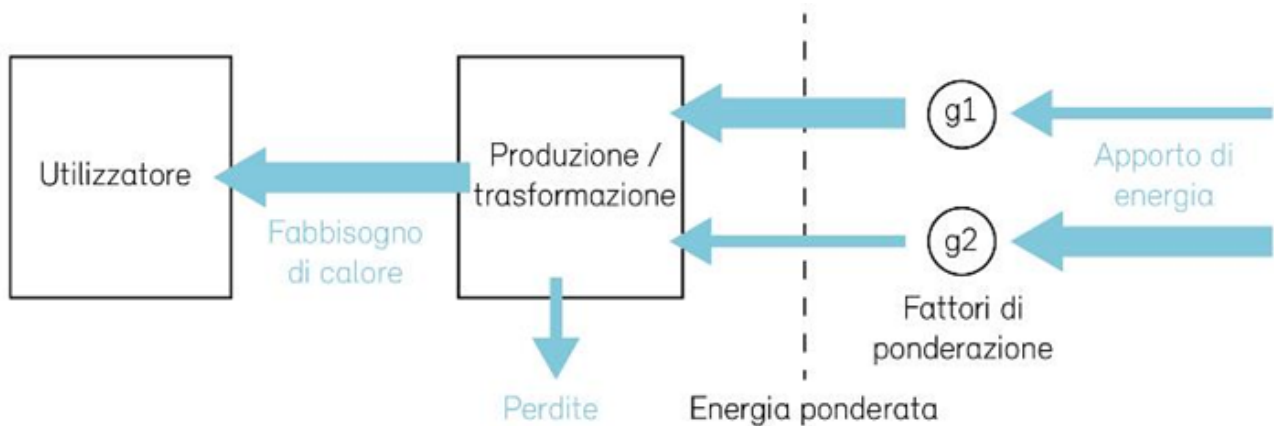 Utilizzatore
Fabbisogno
di calore
Produzione /
trasformazione
Perdite
Energia ponderata
g1
g2
Fattori di
ponderazione
Apporto di
energia